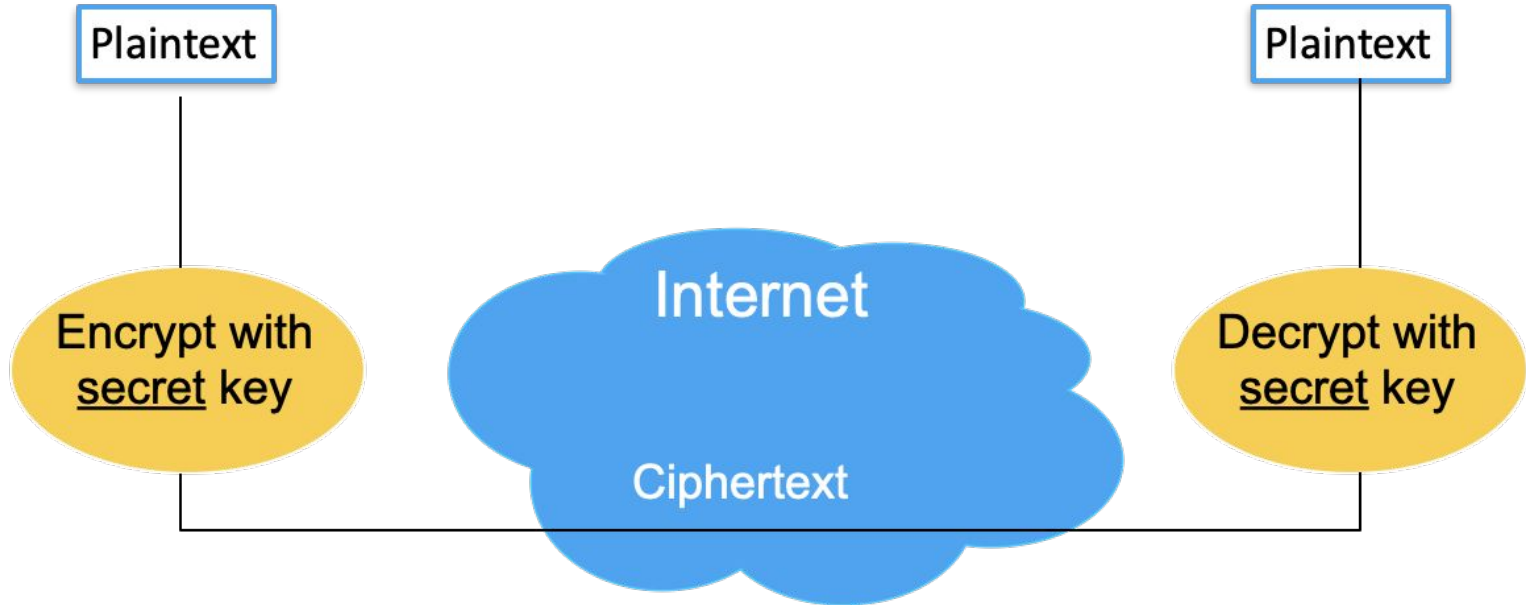 Plaintext
Plaintext
Internet
Encrypt with
secret key
Decrypt with
secret key
Ciphertext